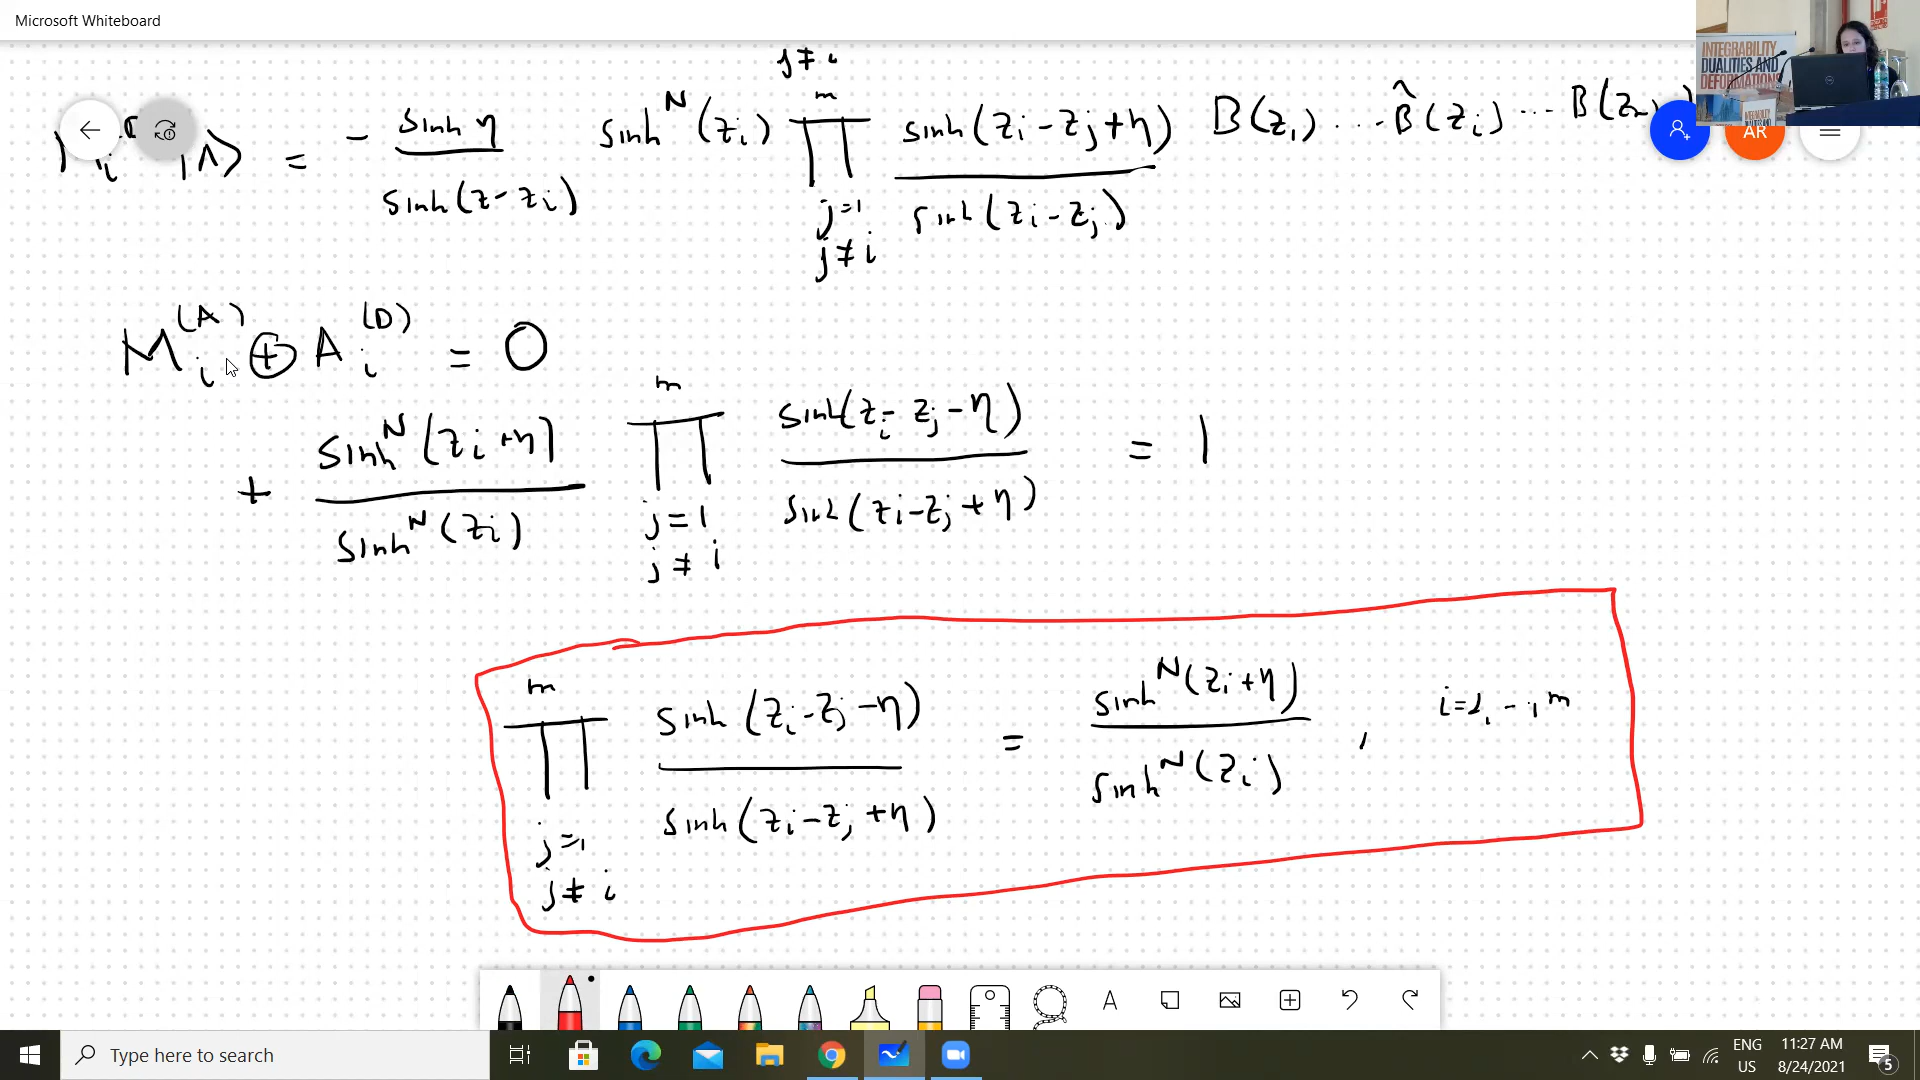 Microsoft Whiteboard
INTEGRABILITY
DUALITIES AND
DEFORMATIONS
j ≠ i
|Λ⟩ = - sinh η / sinh(z - z_i) sinh^N(z_i) ∏_{j=1, j≠i}^m sinh(z_i - z_j + η) / sinh(z_i - z_j) B(z_1) ... B̂(z_i) ... B(z
AR
M_i^(A) ⊕ A_i^(D) = 0
+ sinh^N(z_i + η) / sinh^N(z_i) ∏_{j=1, j≠i}^m sinh(z_i - z_j - η) / sinh(z_i - z_j + η) = 1
∏_{j=1, j≠i}^m sinh(z_i - z_j - η) / sinh(z_i - z_j + η) = sinh^N(z_i + η) / sinh^N(z_i) , i=1, - , m
Type here to search
ENG
US
11:27 AM
8/24/2021
5